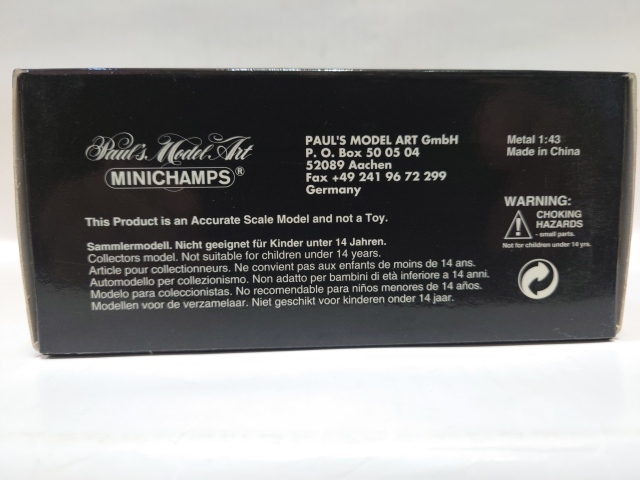 Paul's Model Art
MINICHAMPS®
PAUL'S MODEL ART GmbH
P. O. Box 50 05 04
52089 Aachen
Fax +49 241 96 72 299
Germany
Metal 1:43
Made in China
This Product is an Accurate Scale Model and not a Toy.
Sammlermodell. Nicht geeignet für Kinder unter 14 Jahren.
Collectors model. Not suitable for children under 14 years.
Article pour collectionneurs. Ne convient pas aux enfants de moins de 14 ans.
Automodello per collezionismo. Non adatto per bambini di età inferiore a 14 anni.
Modelo para coleccionistas. No recomendable para niños menores de 14 años.
Modellen voor de verzamelaar. Niet geschikt voor kinderen onder 14 jaar.
WARNING:
CHOKING
HAZARDS
- small parts.
Not for children under 14 yrs.